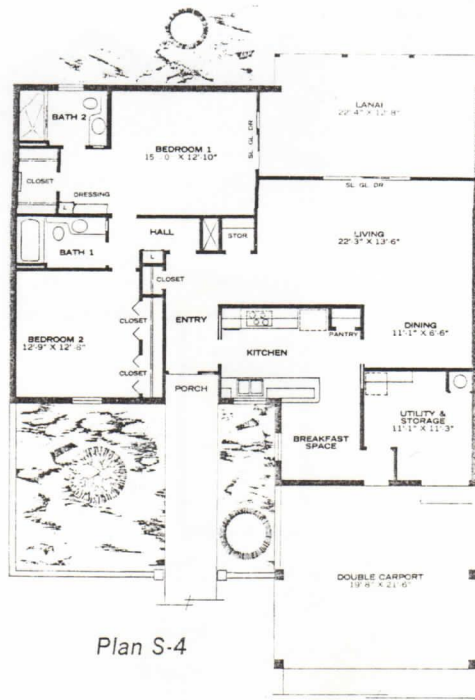 LANAI
22'-4" X 12'-8"
BATH 2
BEDROOM 1
15'-0" X 12'-10"
SL. GL. DR
CLOSET
DRESSING
L
SL. GL. DR
HALL
STOR.
LIVING
22'-3" X 13'-6"
BATH 1
L
CLOSET
ENTRY
BEDROOM 2
12'-9" X 12'-8"
CLOSET
CLOSET
KITCHEN
PANTRY
DINING
11'-1" X 8'-6"
PORCH
BREAKFAST
SPACE
UTILITY &
STORAGE
11'-1" X 11'-3"
DOUBLE CARPORT
19'-8" X 21'-6"
Plan S-4